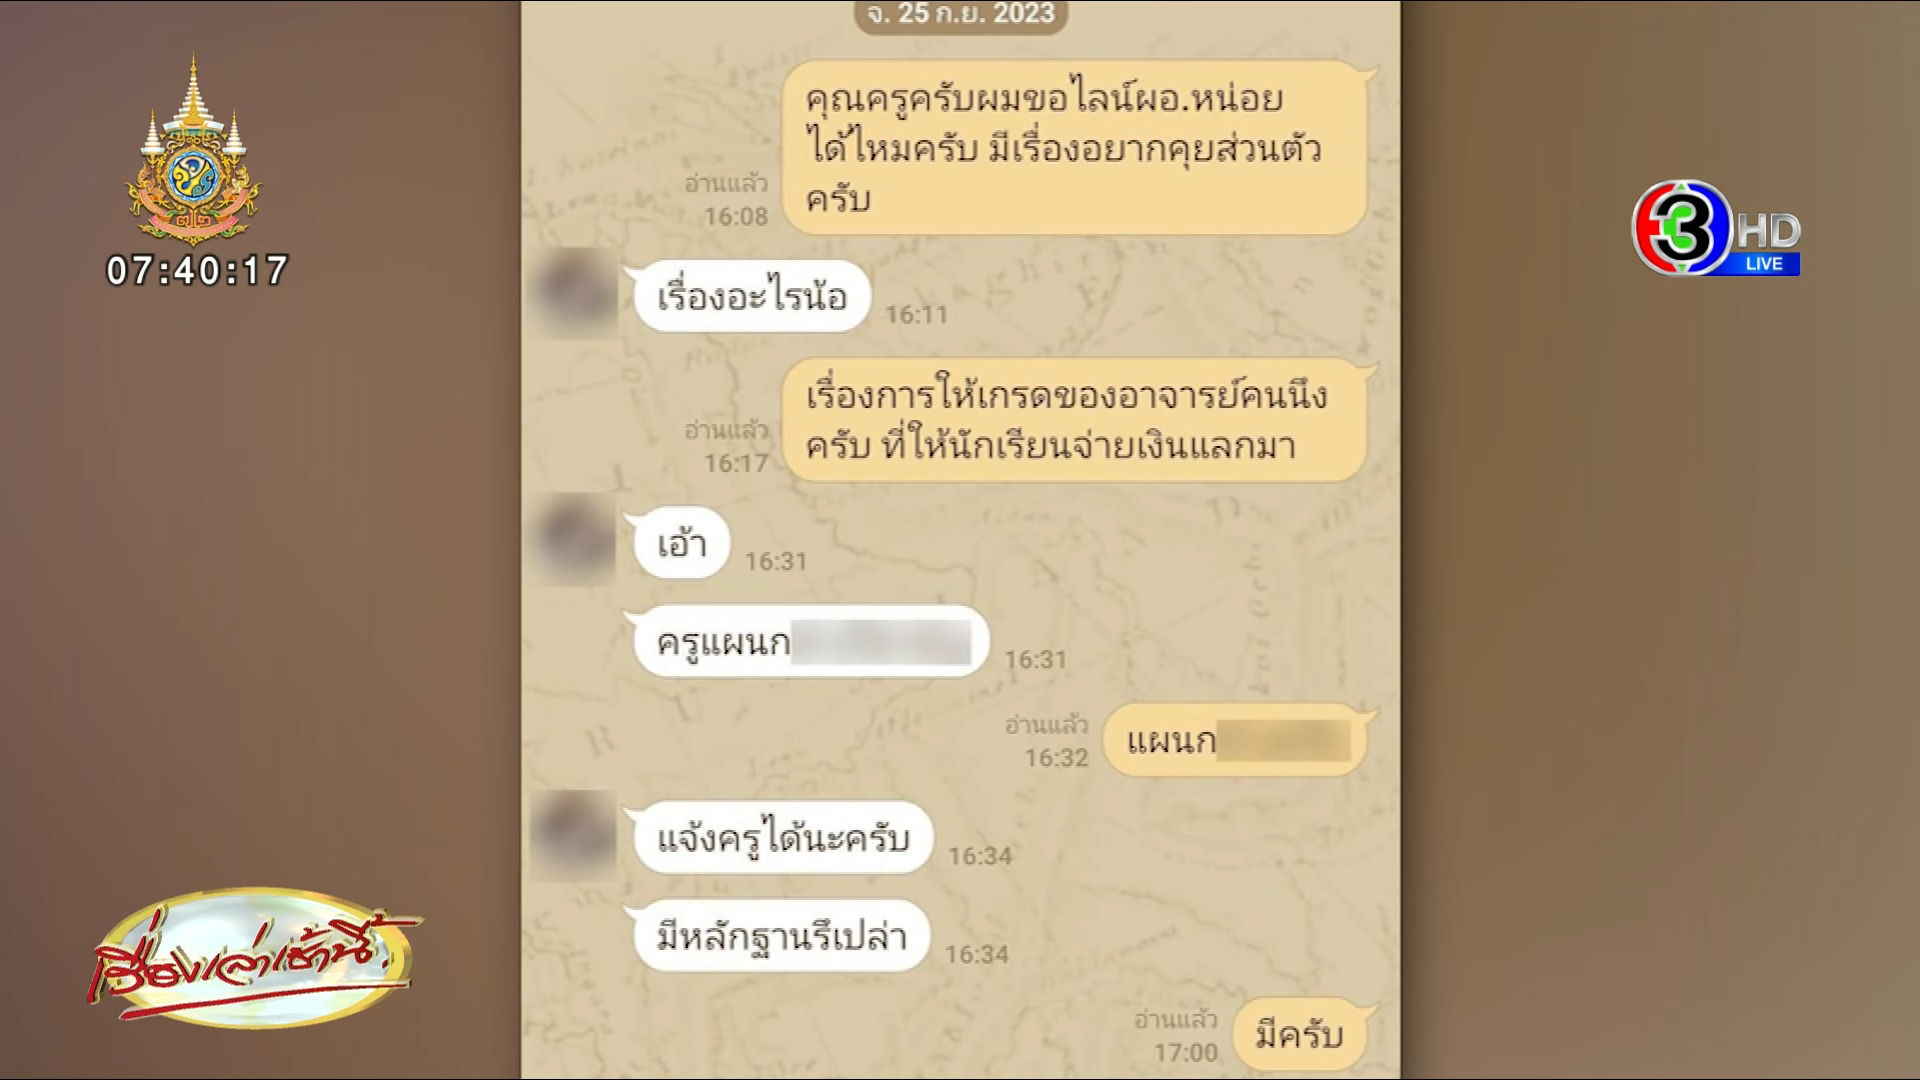 จ. 25 ก.ย. 2023
คุณครูครับผมขอไลน์ผอ.หน่อย
ได้ไหมครับ มีเรื่องอยากคุยส่วนตัว
ครับ
อ่านแล้ว
16:08
เรื่องอะไรน้อ
16:11
เรื่องการให้เกรดของอาจารย์คนนึง
ครับ ที่ให้นักเรียนจ่ายเงินแลกมา
อ่านแล้ว
16:17
เอ้า
16:31
ครูแผนก
16:31
แผนก
อ่านแล้ว
16:32
แจ้งครูได้นะครับ
16:34
มีหลักฐานรึเปล่า
16:34
มีครับ
อ่านแล้ว
17:00
07:40:17
3 HD
LIVE
เรื่องเล่าเช้านี้